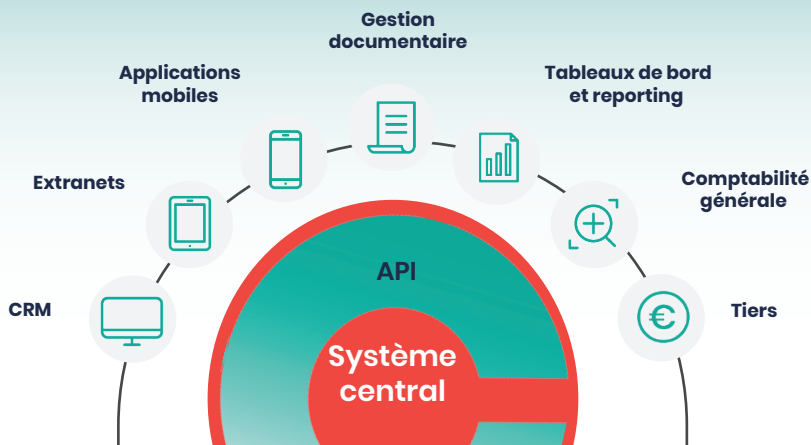 Gestion
documentaire
Applications
mobiles
Tableaux de bord
et reporting
Extranets
Comptabilité
générale
CRM
Tiers
API
Système
central